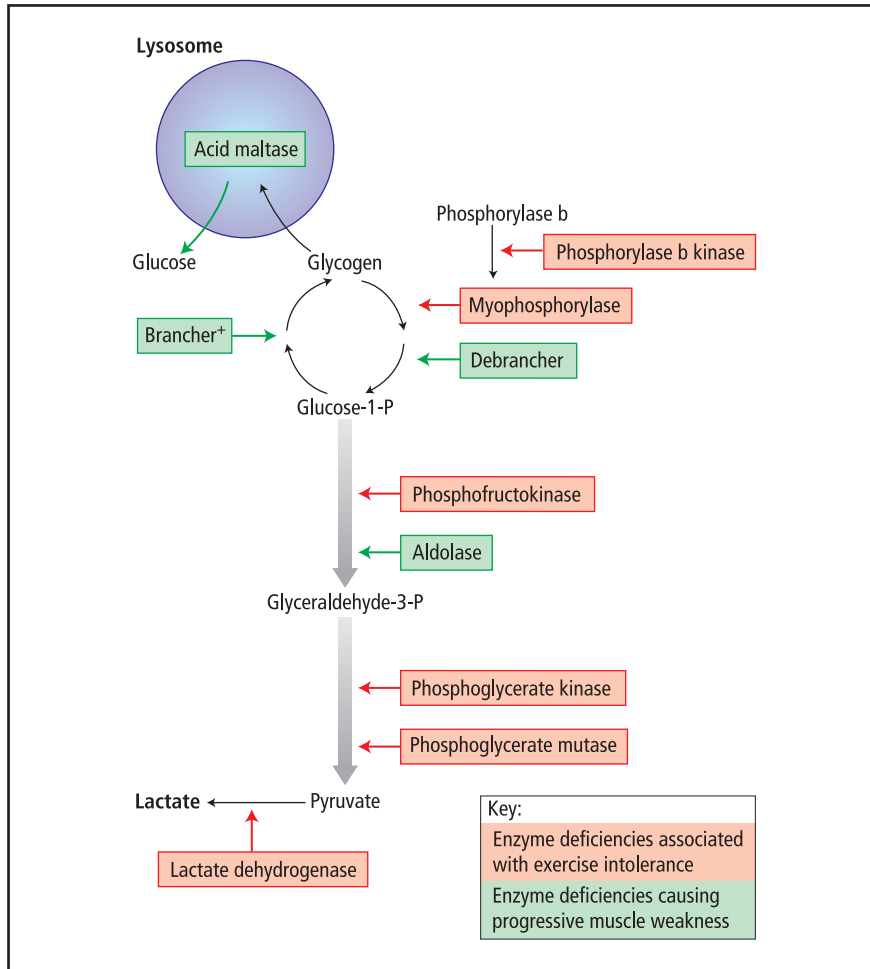 Lysosome
Acid maltase
Phosphorylase b
Glucose
Glycogen
Phosphorylase b kinase
Myophosphorylase
Brancher⁺
Debrancher
Glucose-1-P
Phosphofructokinase
Aldolase
Glyceraldehyde-3-P
Phosphoglycerate kinase
Phosphoglycerate mutase
Lactate
Pyruvate
Lactate dehydrogenase
Key:
Enzyme deficiencies associated
with exercise intolerance
Enzyme deficiencies causing
progressive muscle weakness